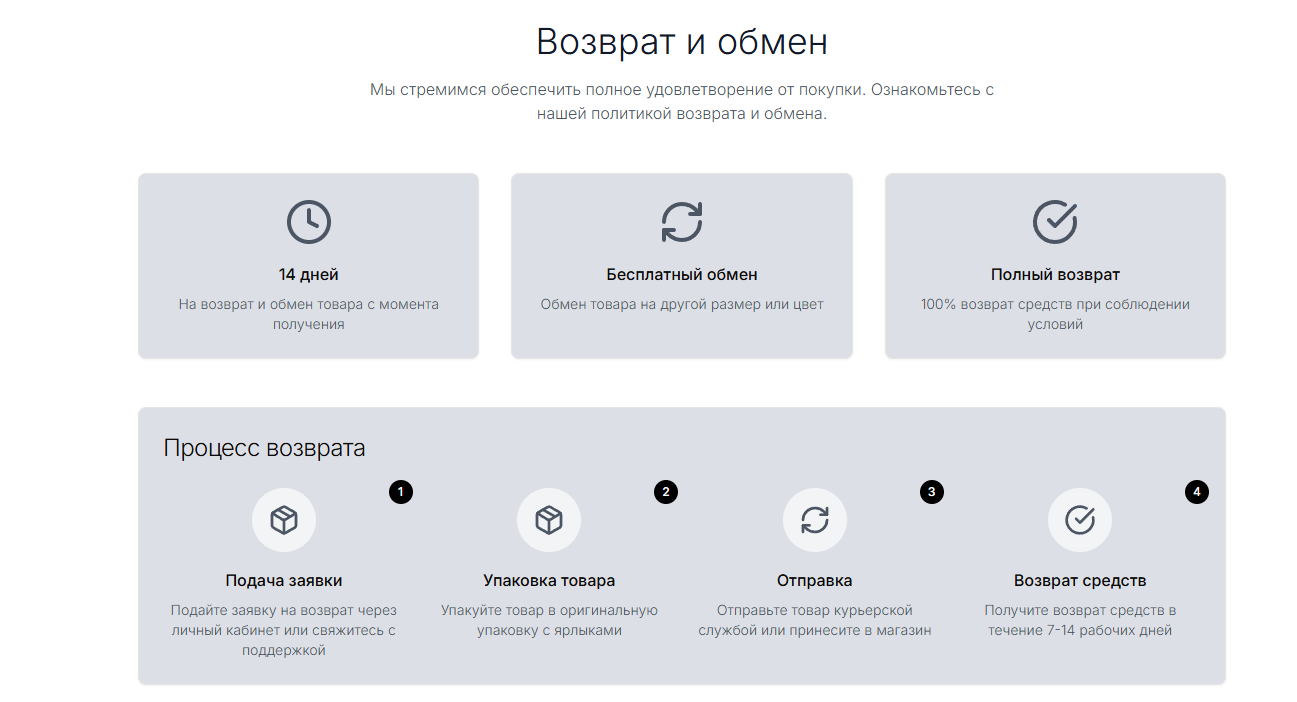 Возврат и обмен
Мы стремимся обеспечить полное удовлетворение от покупки. Ознакомьтесь с
нашей политикой возврата и обмена.
14 дней
На возврат и обмен товара с момента
получения
Бесплатный обмен
Обмен товара на другой размер или цвет
Полный возврат
100% возврат средств при соблюдении
условий
Процесс возврата
1
Подача заявки
Подайте заявку на возврат через
личный кабинет или свяжитесь с
поддержкой
2
Упаковка товара
Упакуйте товар в оригинальную
упаковку с ярлыками
3
Отправка
Отправьте товар курьерской
службой или принесите в магазин
4
Возврат средств
Получите возврат средств в
течение 7-14 рабочих дней